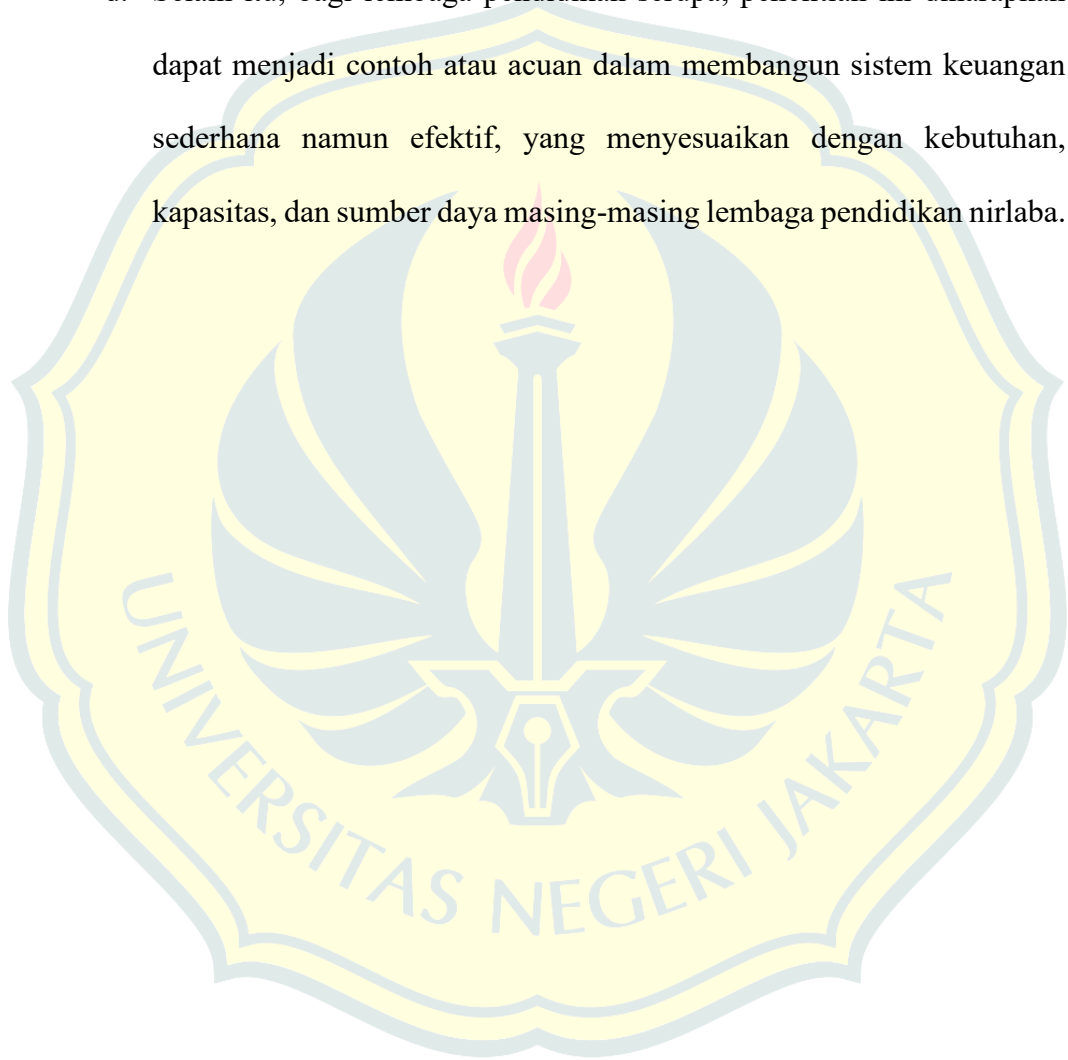 dapat menjadi contoh atau acuan dalam membangun sistem keuangan
sederhana namun efektif, yang menyesuaikan dengan kebutuhan,
kapasitas, dan sumber daya masing-masing lembaga pendidikan nirlaba.
UNIVERSITAS NEGERI JAKARTA